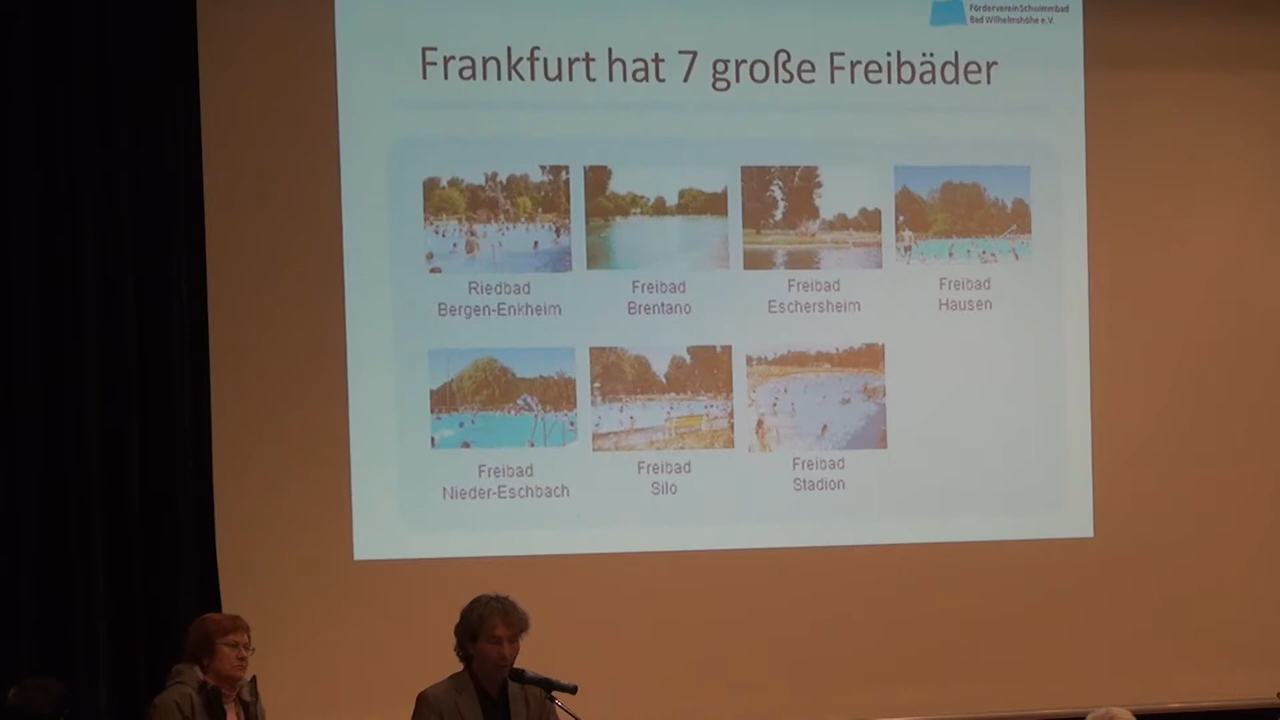 Förderverein Schwimmbad
Bad Wilhelmshöhe e.V.
Frankfurt hat 7 große Freibäder
Riedbad
Bergen-Enkheim
Freibad
Brentano
Freibad
Eschersheim
Freibad
Hausen
Freibad
Nieder-Eschbach
Freibad
Silo
Freibad
Stadion